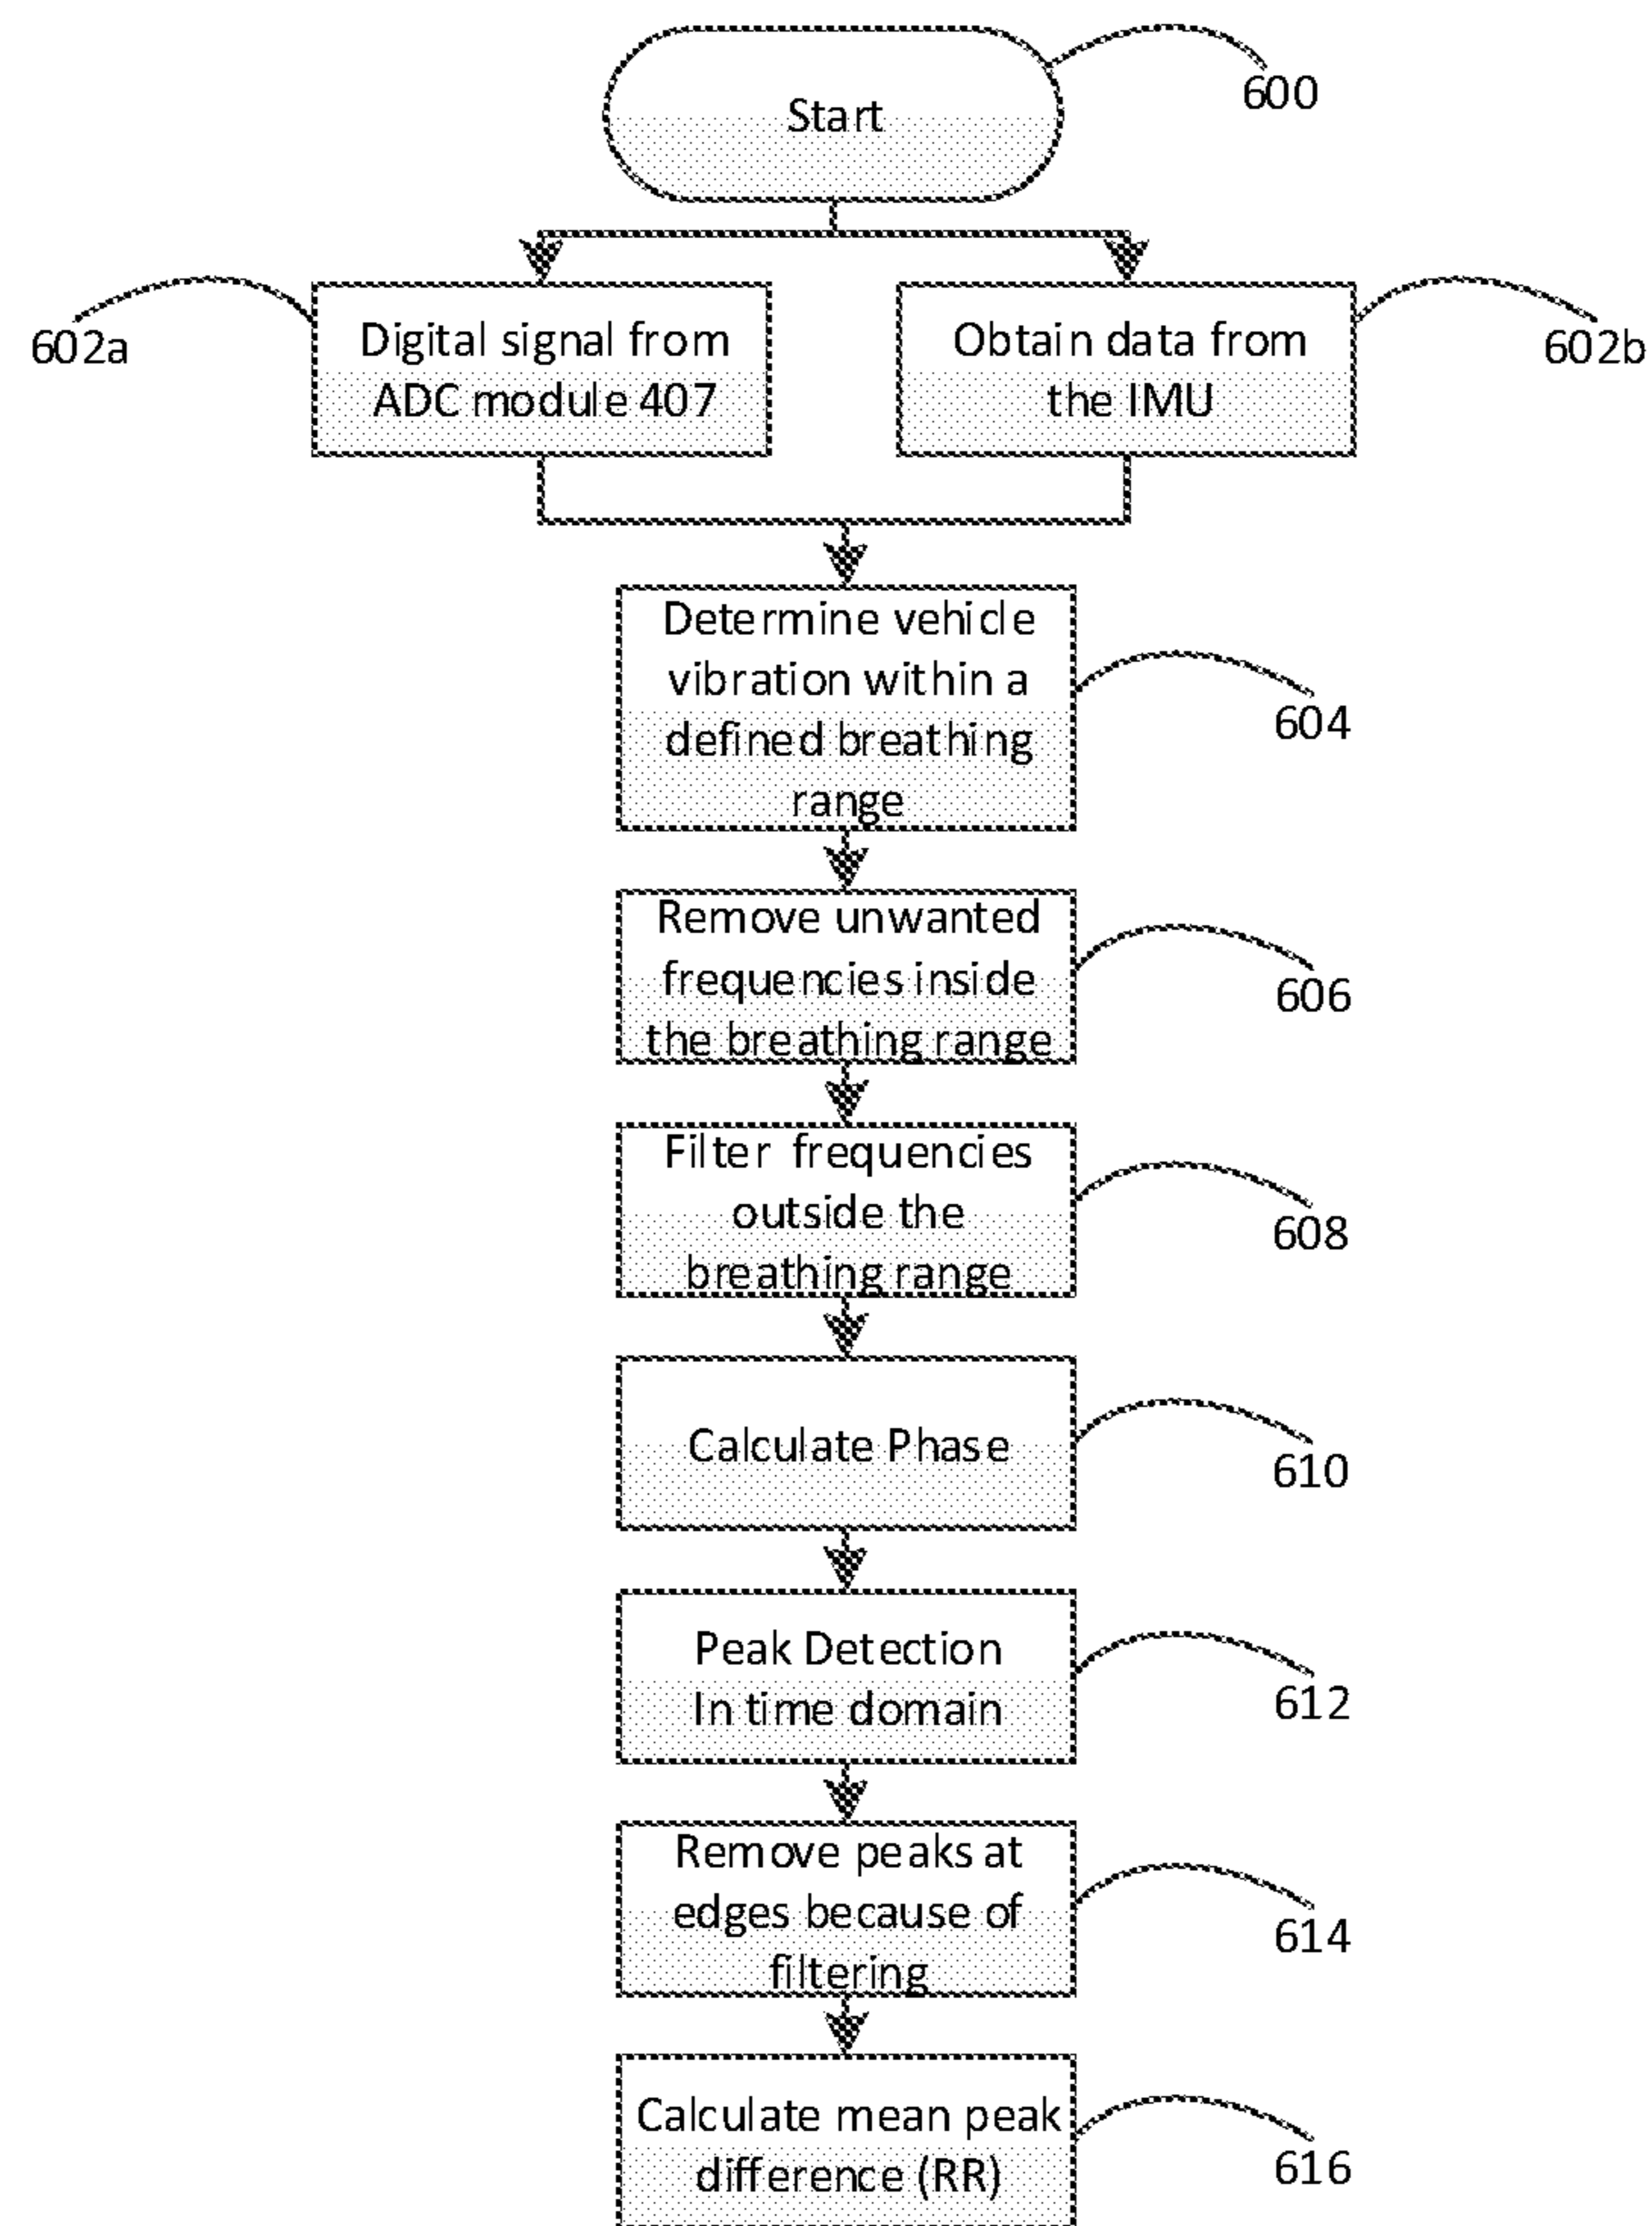 Start
600
Digital signal from
ADC module 407
602a
Obtain data from
the IMU
602b
Determine vehicle
vibration within a
defined breathing
range
604
Remove unwanted
frequencies inside
the breathing range
606
Filter frequencies
outside the
breathing range
608
Calculate Phase
610
Peak Detection
In time domain
612
Remove peaks at
edges because of
filtering
614
Calculate mean peak
difference (RR)
616